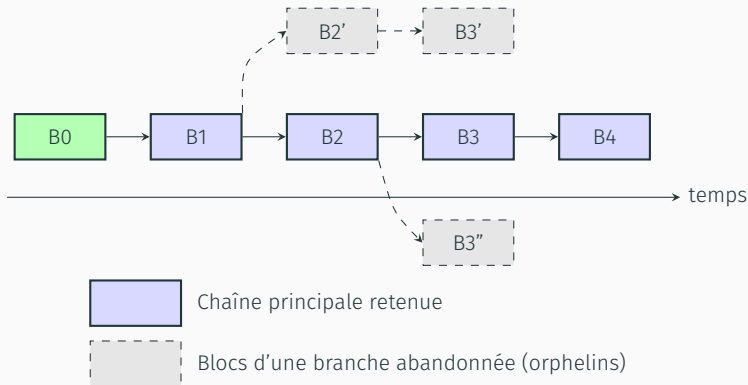 B2’ B3’
B0 B1 B2 B3 B4
temps
B3”
Chaîne principale retenue
Blocs d’une branche abandonnée (orphelins)